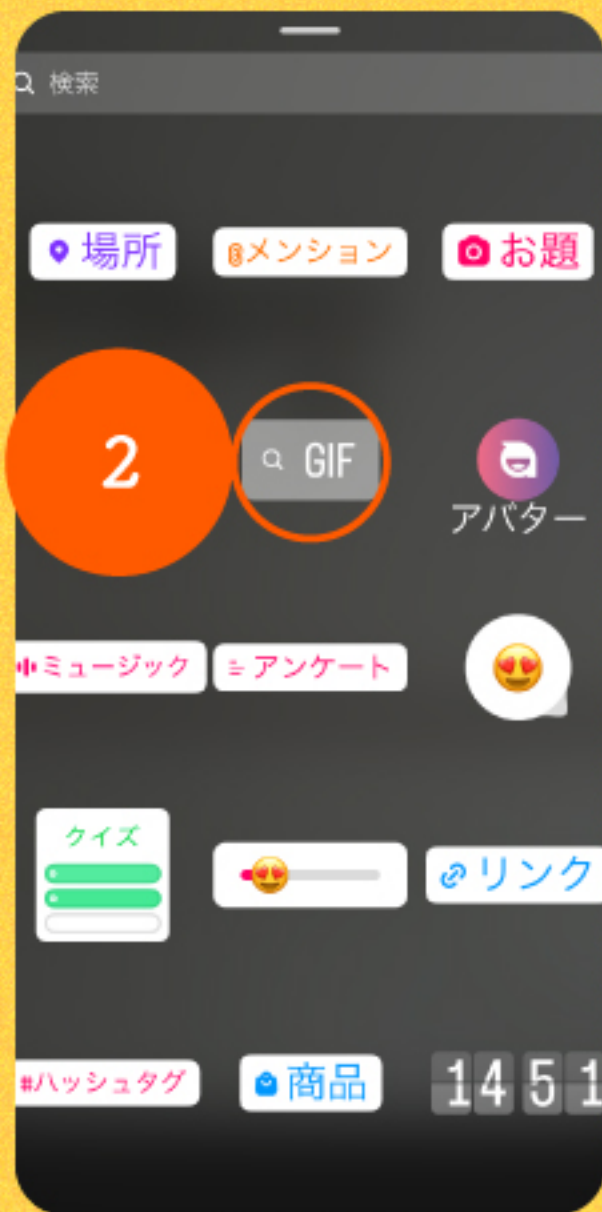 検索
場所
@メンション
お題
2
GIF
アバター
ミュージック
アンケート
クイズ
リンク
#ハッシュタグ
商品
14 51